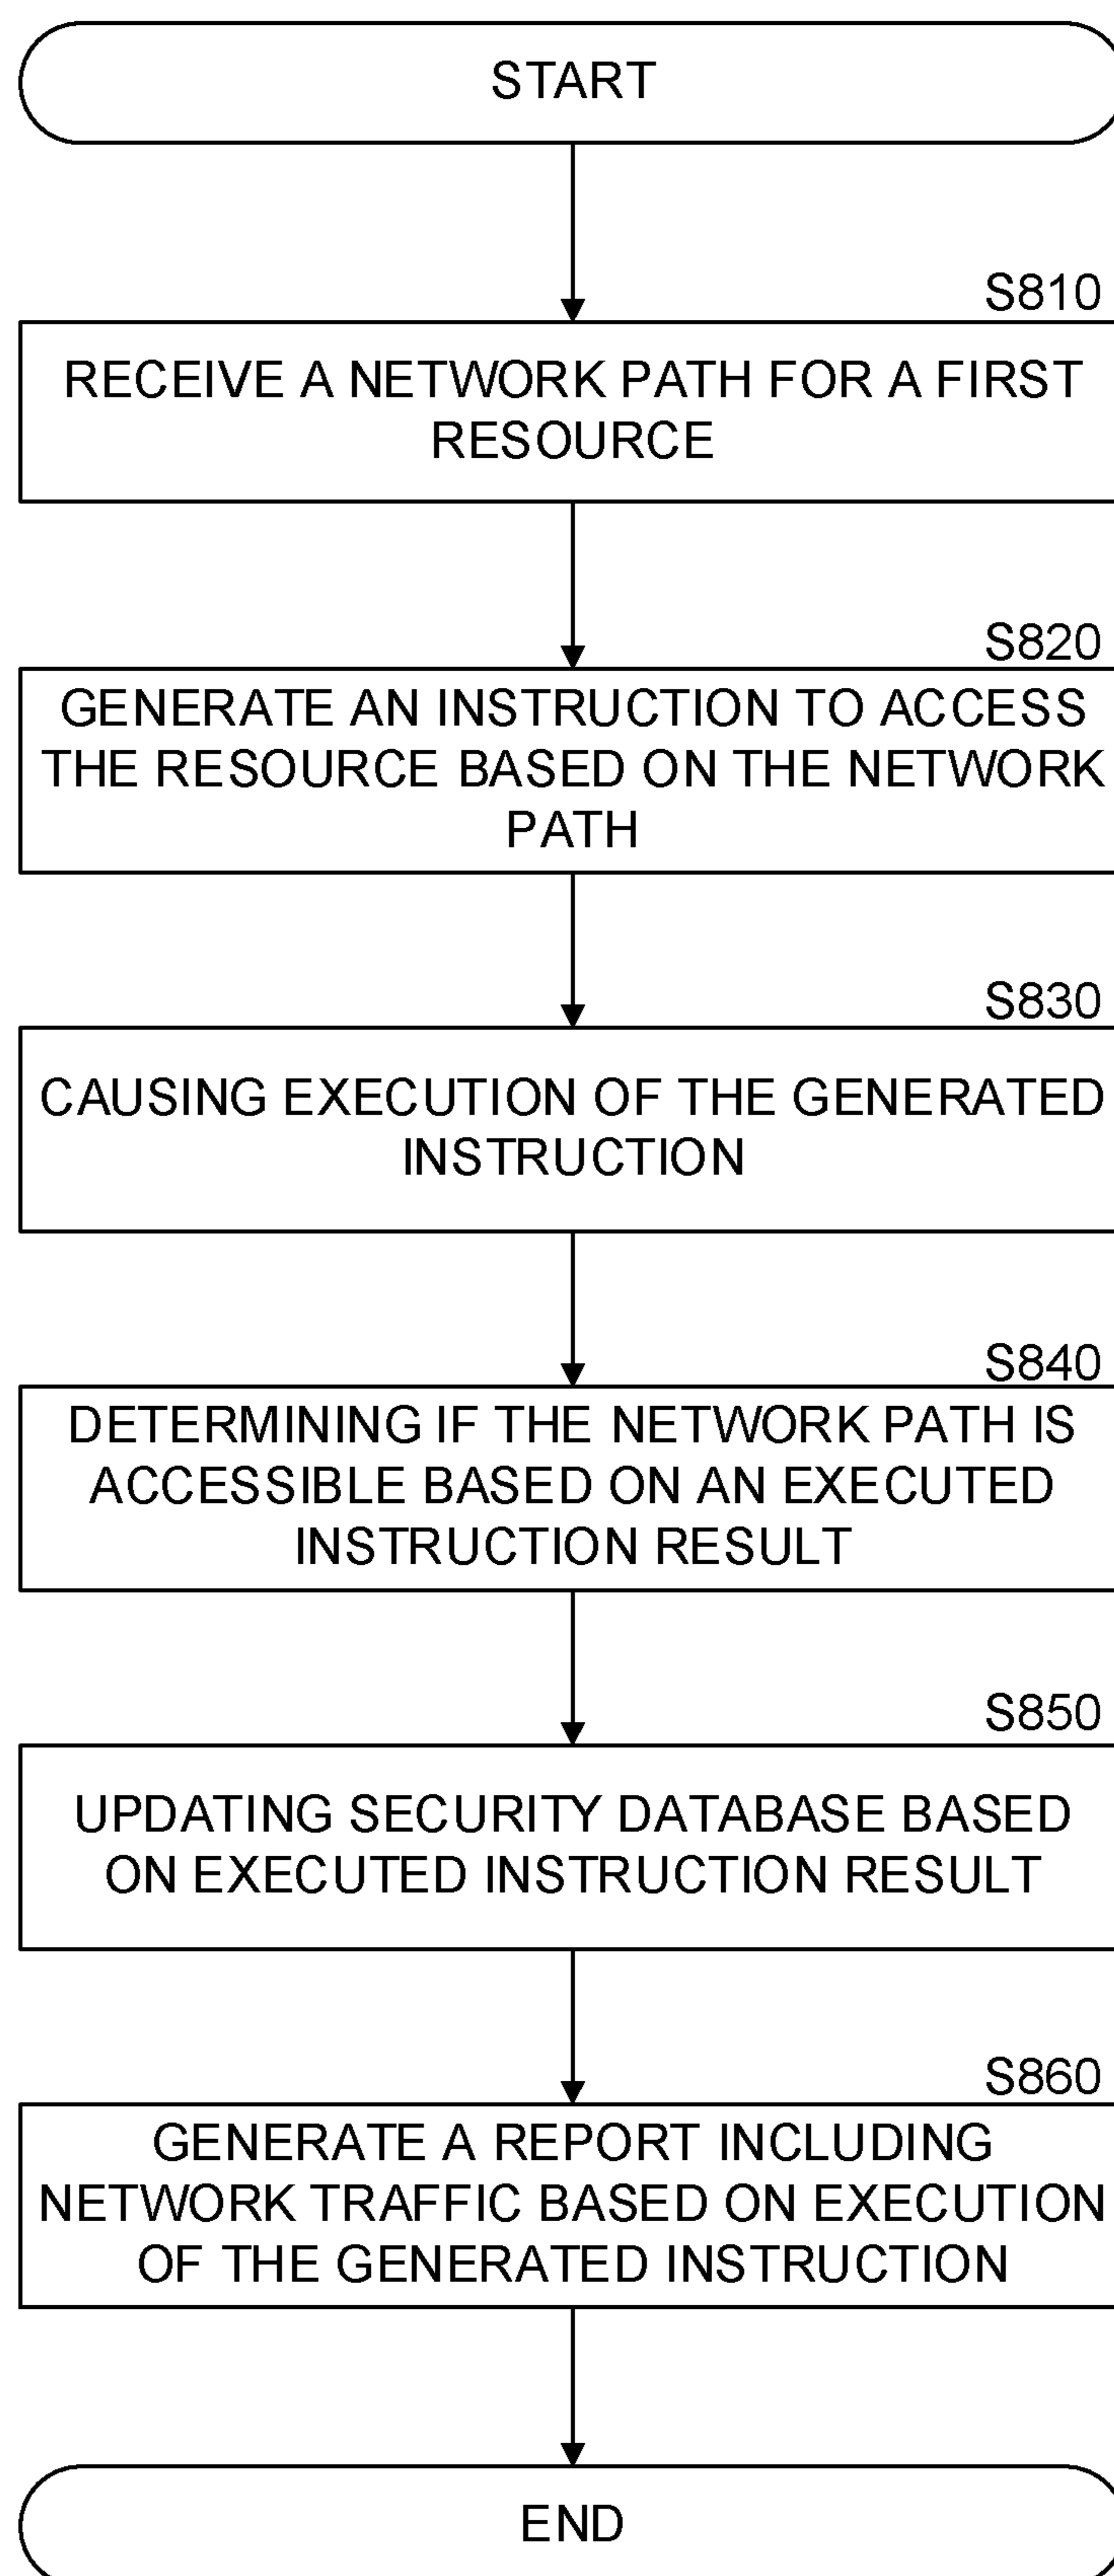 START
S810
RECEIVE A NETWORK PATH FOR A FIRST
RESOURCE
S820
GENERATE AN INSTRUCTION TO ACCESS
THE RESOURCE BASED ON THE NETWORK
PATH
S830
CAUSING EXECUTION OF THE GENERATED
INSTRUCTION
S840
DETERMINING IF THE NETWORK PATH IS
ACCESSIBLE BASED ON AN EXECUTED
INSTRUCTION RESULT
S850
UPDATING SECURITY DATABASE BASED
ON EXECUTED INSTRUCTION RESULT
S860
GENERATE A REPORT INCLUDING
NETWORK TRAFFIC BASED ON EXECUTION
OF THE GENERATED INSTRUCTION
END